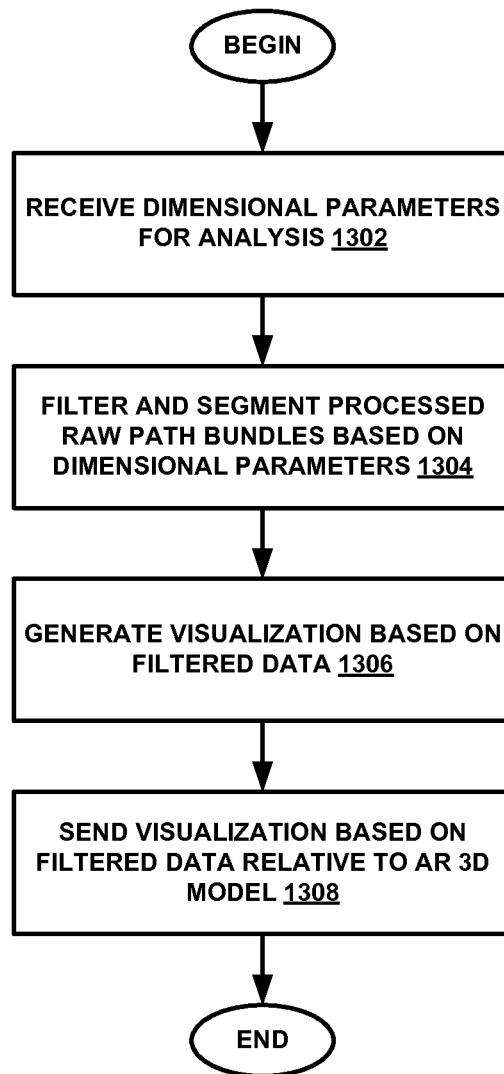 BEGIN
RECEIVE DIMENSIONAL PARAMETERS
FOR ANALYSIS 1302
FILTER AND SEGMENT PROCESSED
RAW PATH BUNDLES BASED ON
DIMENSIONAL PARAMETERS 1304
GENERATE VISUALIZATION BASED ON
FILTERED DATA 1306
SEND VISUALIZATION BASED ON
FILTERED DATA RELATIVE TO AR 3D
MODEL 1308
END